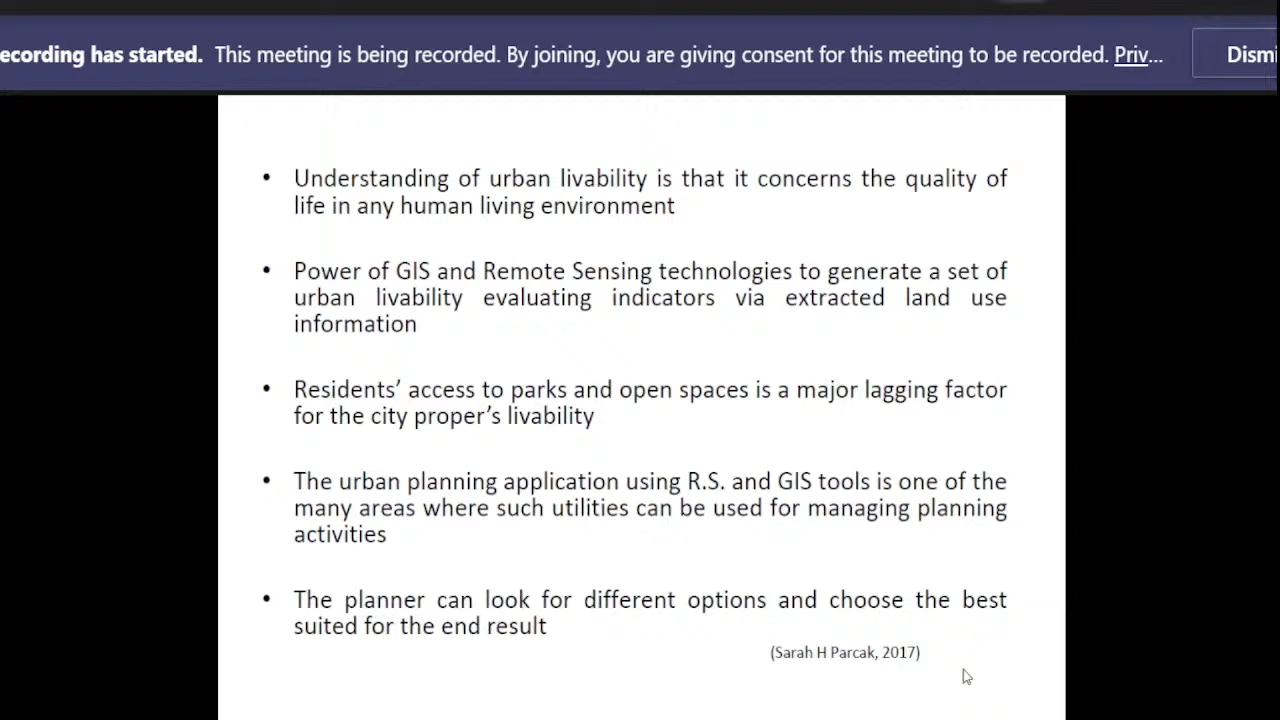 ecording has started. This meeting is being recorded. By joining, you are giving consent for this meeting to be recorded. Priv...
• Understanding of urban livability is that it concerns the quality of
life in any human living environment
• Power of GIS and Remote Sensing technologies to generate a set of
urban livability evaluating indicators via extracted land use
information
• Residents’ access to parks and open spaces is a major lagging factor
for the city proper’s livability
• The urban planning application using R.S. and GIS tools is one of the
many areas where such utilities can be used for managing planning
activities
• The planner can look for different options and choose the best
suited for the end result
(Sarah H Parcak, 2017)